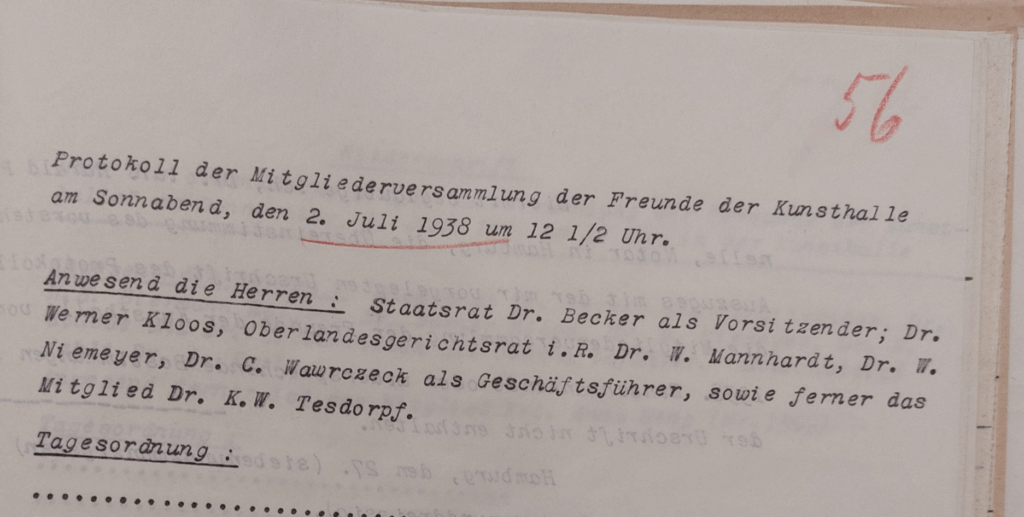 56
Protokoll der Mitgliederversammlung der Freunde der Kunsthalle
am Sonnabend, den 2. Juli 1938 um 12 1/2 Uhr.
Anwesend die Herren : Staatsrat Dr. Becker als Vorsitzender; Dr.
Werner Kloos, Oberlandesgerichtsrat i.R. Dr. W. Mannhardt, Dr. W.
Niemeyer, Dr. C. Wawrczeck als Geschäftsführer, sowie ferner das
Mitglied Dr. K.W. Tesdorpf.
Tagesordnung :